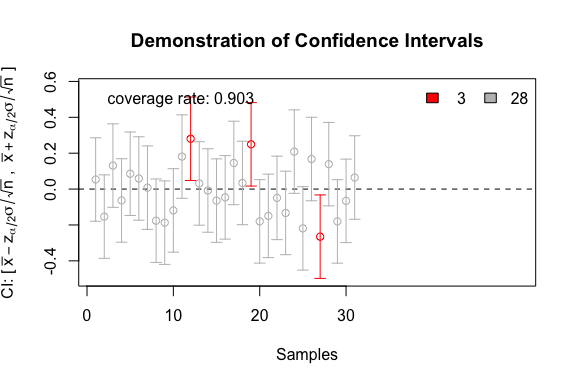 Demonstration of Confidence Intervals
coverage rate: 0.903
3
28
CI: [ x̅ − zα/2σ/√n , x̅ + zα/2σ/√n ]
0.6
0.4
0.2
0.0
-0.4
0 10 20 30
Samples